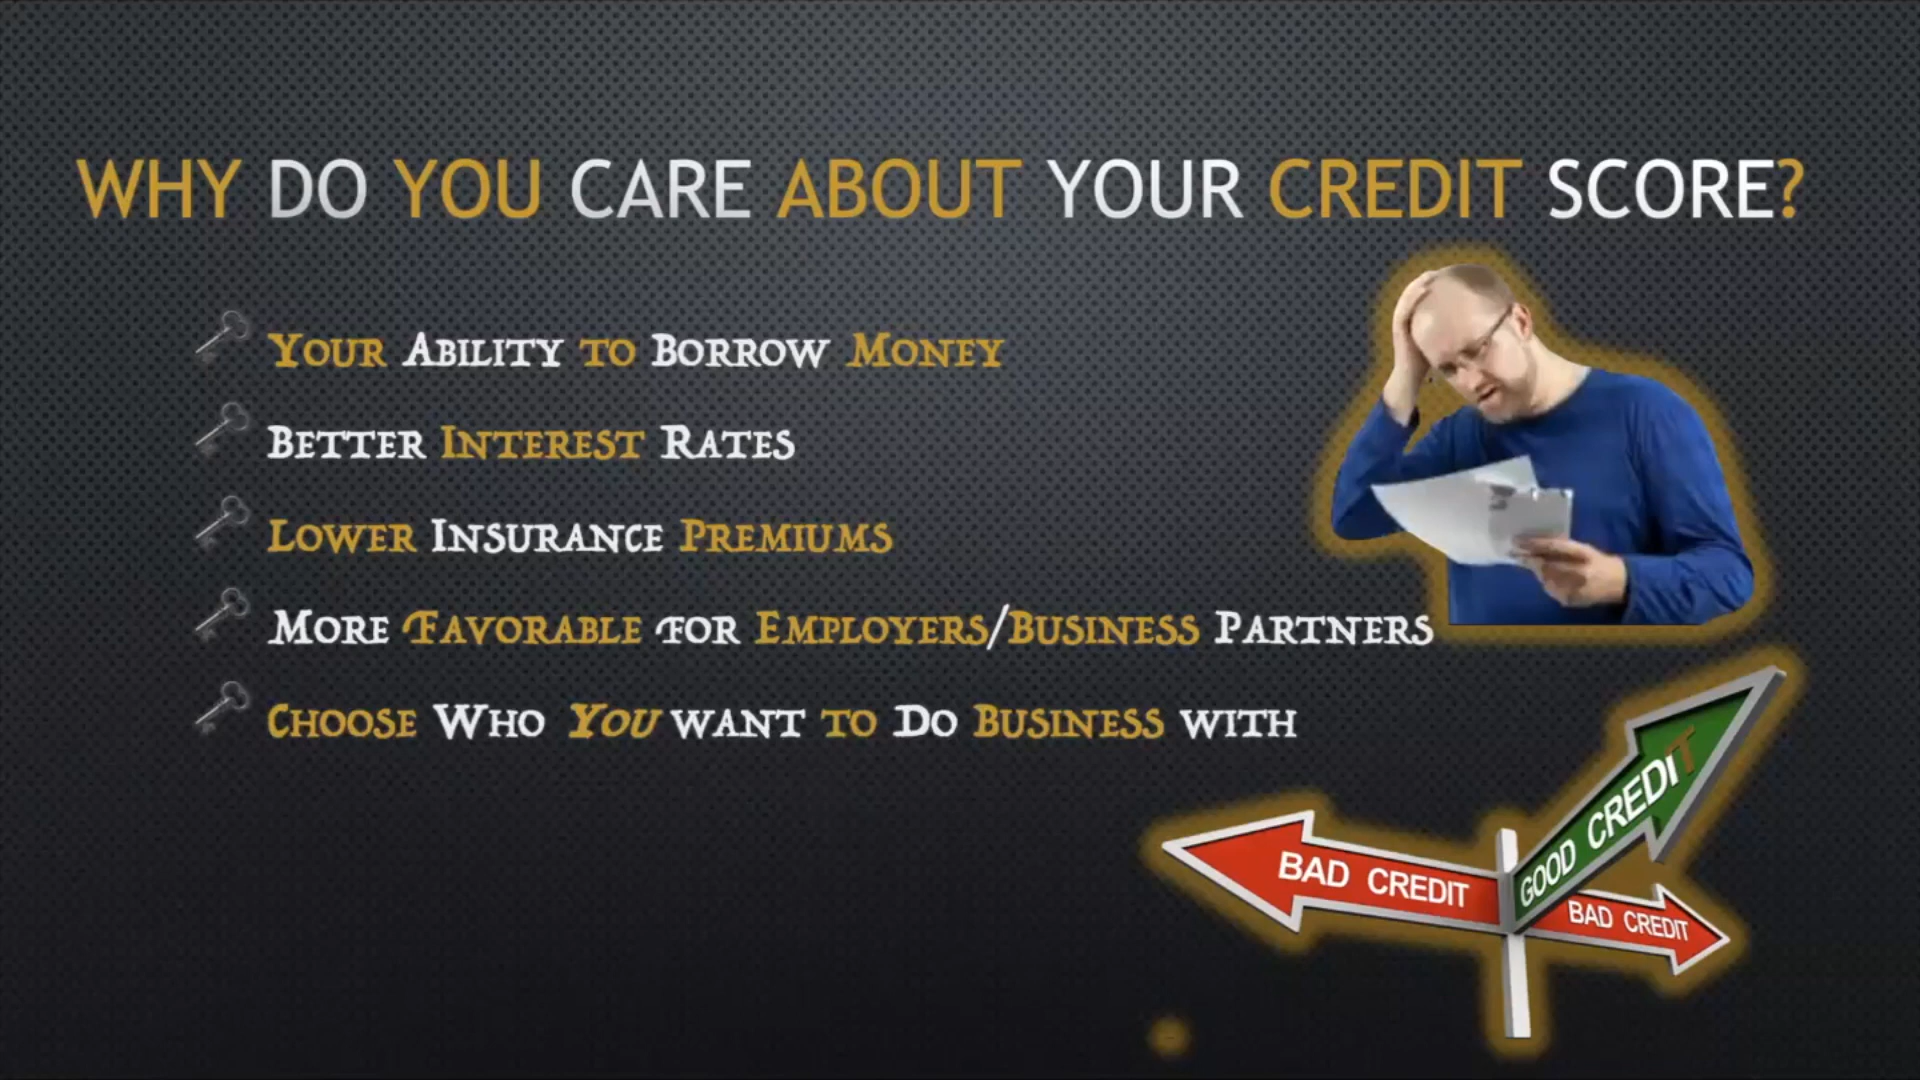 WHY DO YOU CARE ABOUT YOUR CREDIT SCORE?
YOUR ABILITY TO BORROW MONEY
BETTER INTEREST RATES
LOWER INSURANCE PREMIUMS
MORE FAVORABLE FOR EMPLOYERS/BUSINESS PARTNERS
CHOOSE WHO YOU WANT TO DO BUSINESS WITH
GOOD CREDIT
BAD CREDIT
BAD CREDIT